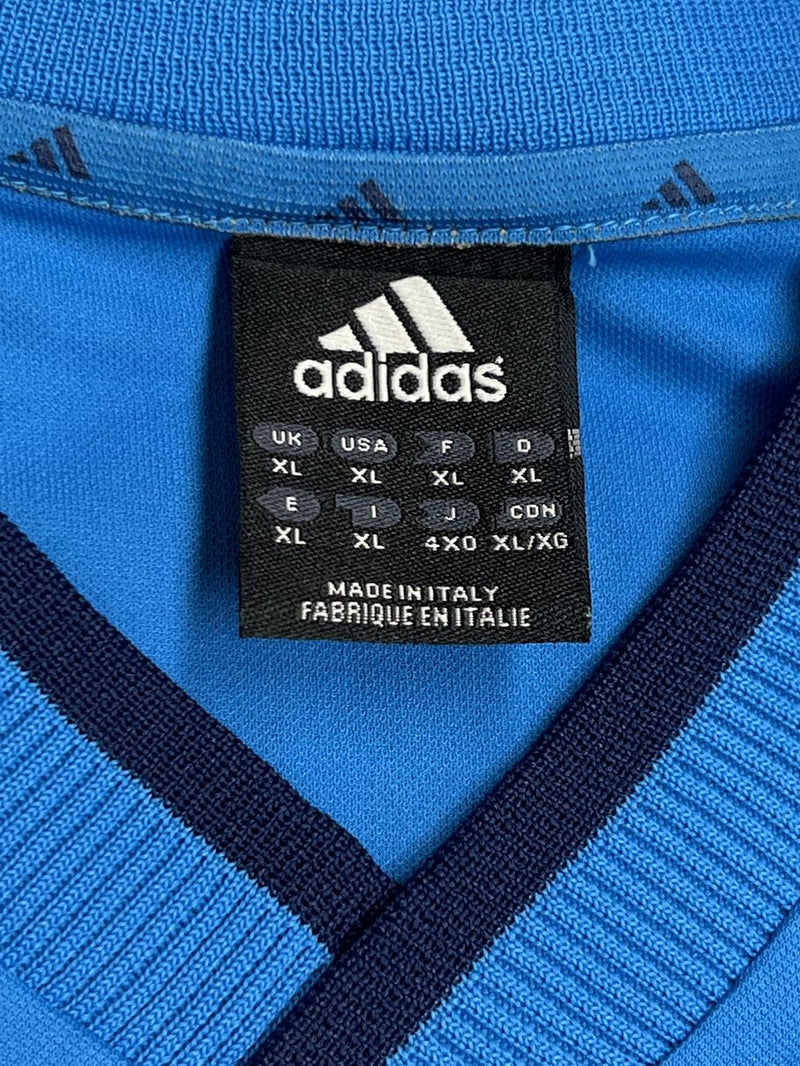 adidas
UK USA F D
XL XL XL XL
E I J CDN
XL XL 4XO XL/XG
MADE IN ITALY
FABRIQUE EN ITALIE